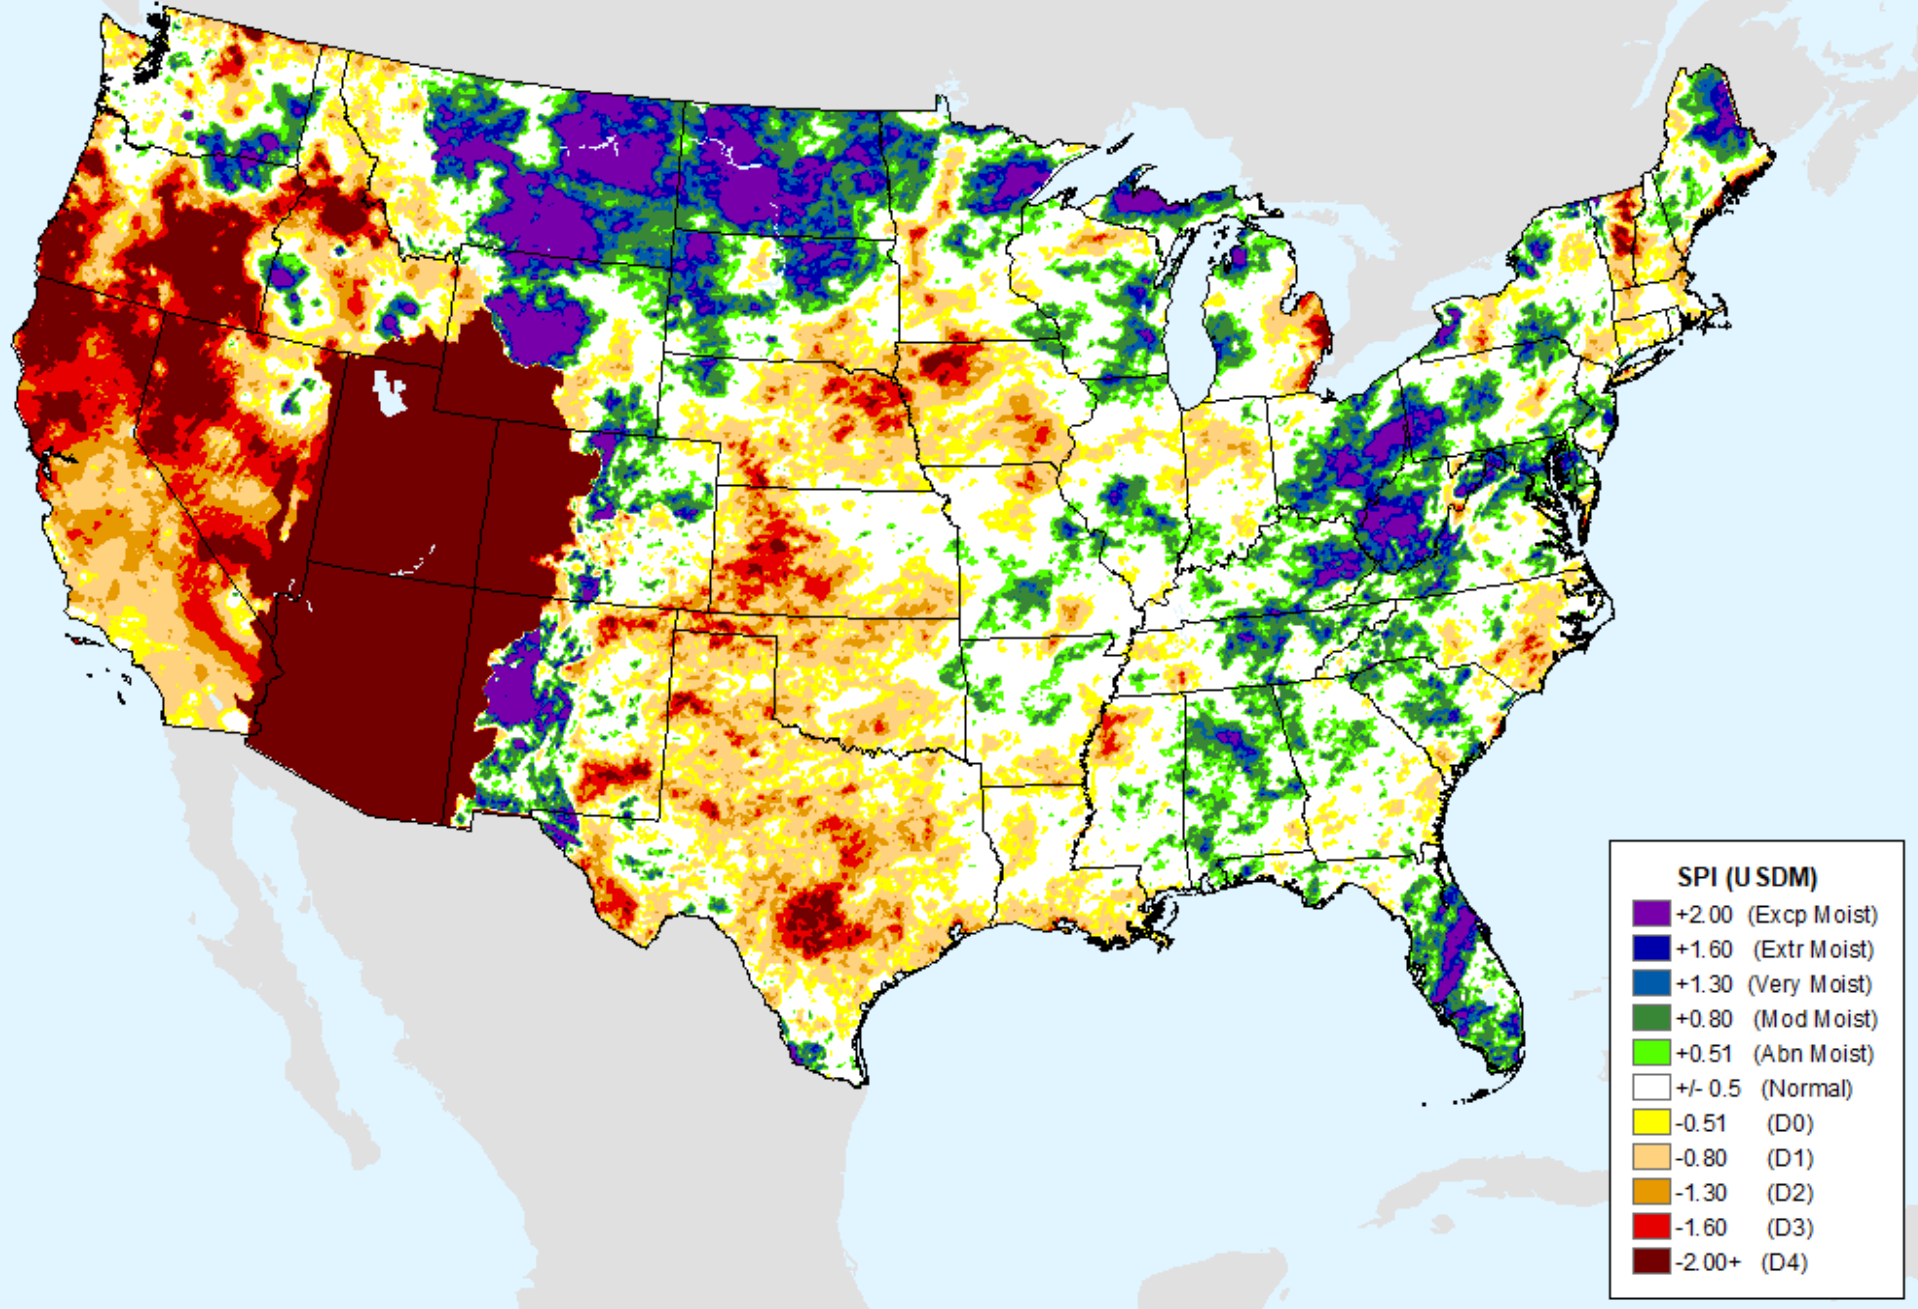 SPI (USDM)
+2.00 (Excp Moist)
+1.60 (Extr Moist)
+1.30 (Very Moist)
+0.80 (Mod Moist)
+0.51 (Abn Moist)
+/- 0.5 (Normal)
-0.51 (D0)
-0.80 (D1)
-1.30 (D2)
-1.60 (D3)
-2.00+ (D4)